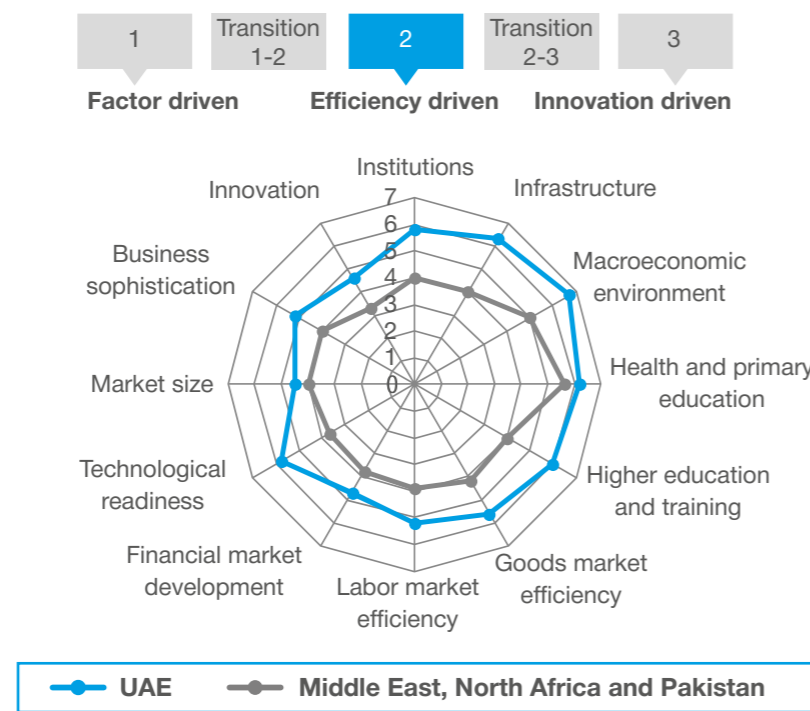 1
Transition
1-2
2
Transition
2-3
3
Factor driven
Efficiency driven
Innovation driven
Institutions
Infrastructure
Macroeconomic
environment
Health and primary
education
Higher education
and training
Goods market
efficiency
Labor market
efficiency
Financial market
development
Technological
readiness
Market size
Business
sophistication
Innovation
7
6
5
4
3
2
1
0
UAE
Middle East, North Africa and Pakistan